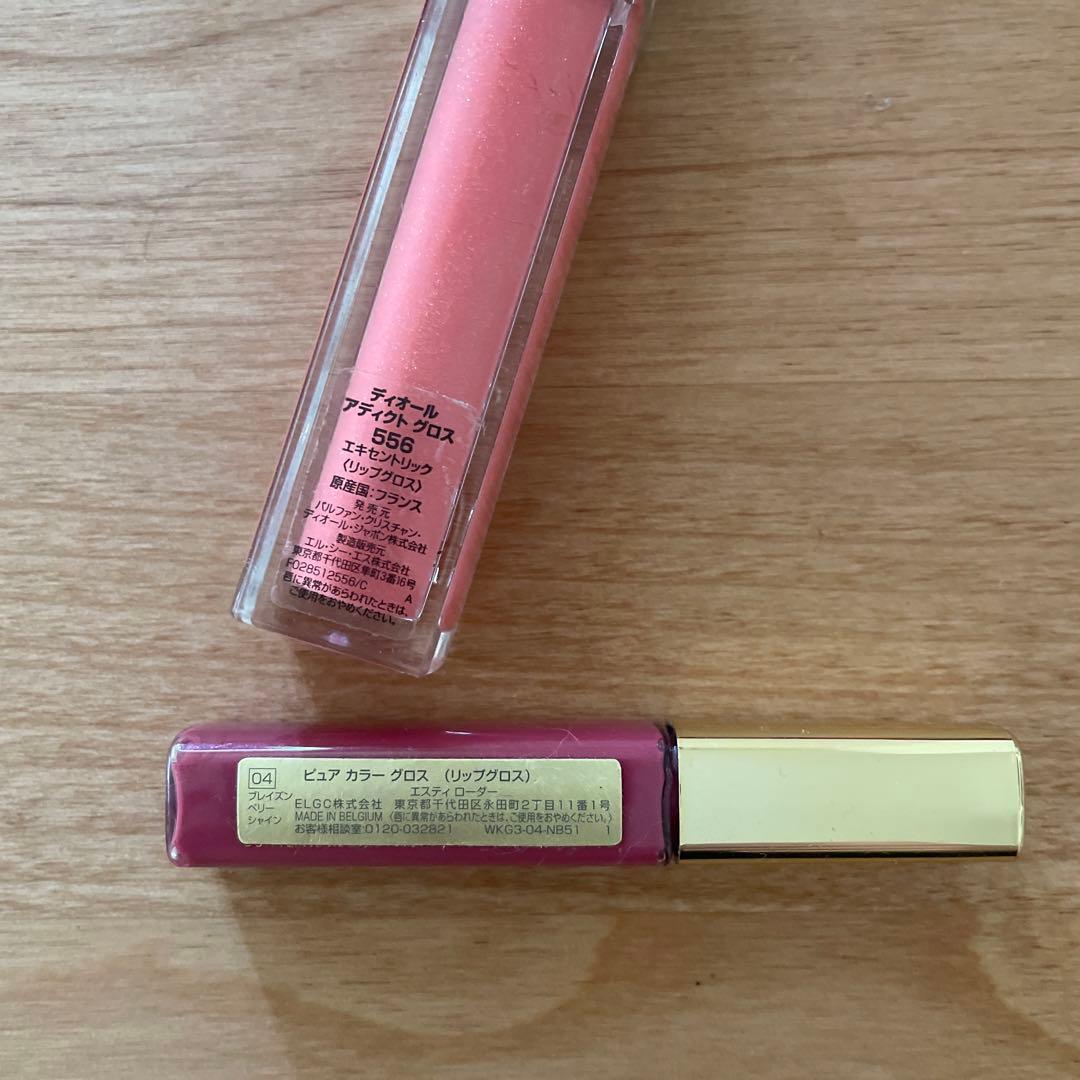 ディオール
アディクト グロス
556
エキセントリック
〈リップグロス〉
原産国:フランス
発売元
パルファン・クリスチャン・
ディオール・ジャポン株式会社
製造販売元
エル・シー・エス株式会社
東京都千代田区隼町3番16号
F028512556/C A
唇に異常があらわれたときは、
ご使用をおやめください。
04 ピュア カラー グロス (リップグロス)
ブレイズン エスティ ローダー
ベリー ELGC株式会社 東京都千代田区永田町2丁目11番1号
シャイン MADE IN BELGIUM 〈唇に異常があらわれたときは、ご使用をおやめください。〉
お客様相談室:0120-032821 WKG3-04-NB51 1